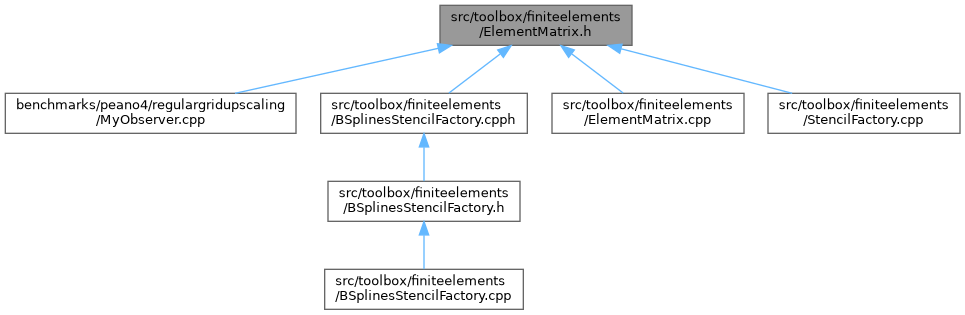 src/toolbox/finiteelements
/ElementMatrix.h
benchmarks/peano4/regulargridupscaling
/MyObserver.cpp
src/toolbox/finiteelements
/BSplinesStencilFactory.cpph
src/toolbox/finiteelements
/ElementMatrix.cpp
src/toolbox/finiteelements
/StencilFactory.cpp
src/toolbox/finiteelements
/BSplinesStencilFactory.h
src/toolbox/finiteelements
/BSplinesStencilFactory.cpp